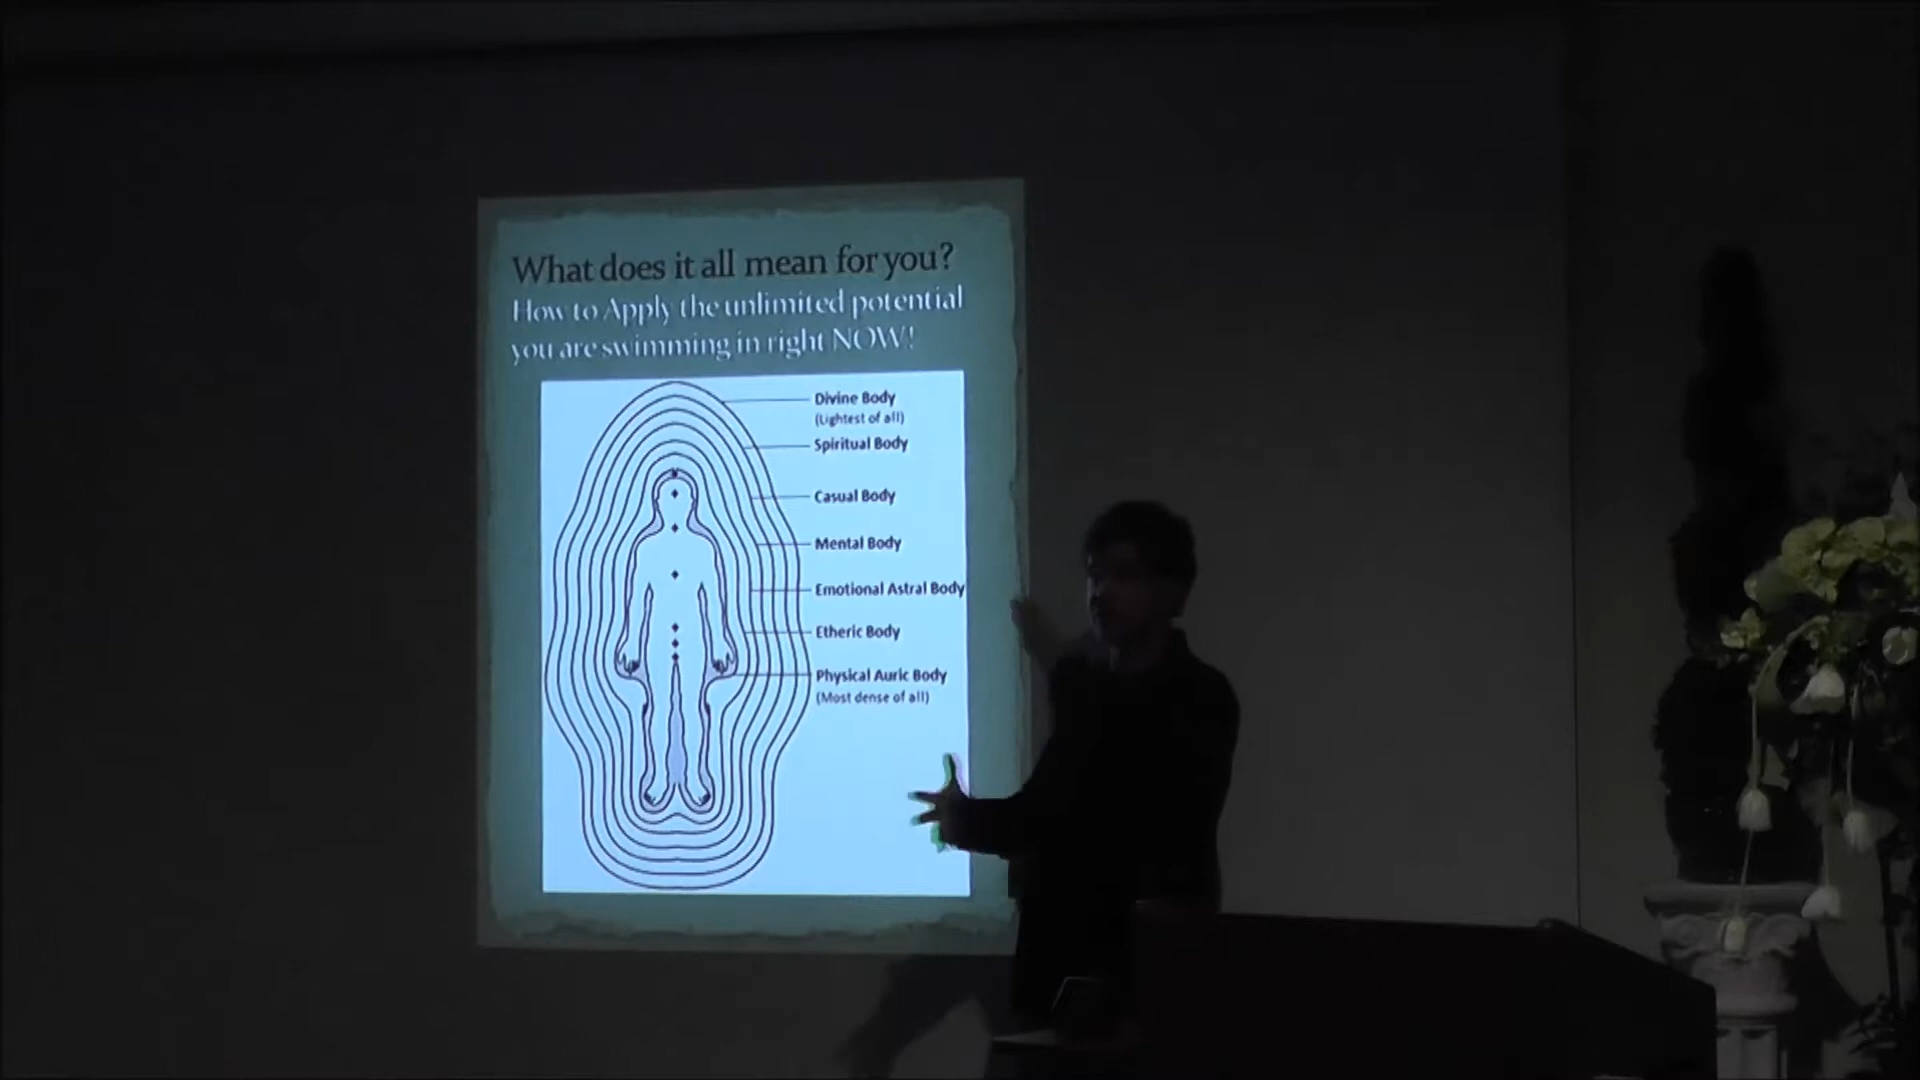 What does it all mean for you?
How to Apply the unlimited potential
you are swimming in right NOW!
Divine Body
(Lightest of all)
Spiritual Body
Casual Body
Mental Body
Emotional Astral Body
Etheric Body
Physical Auric Body
(Most dense of all)